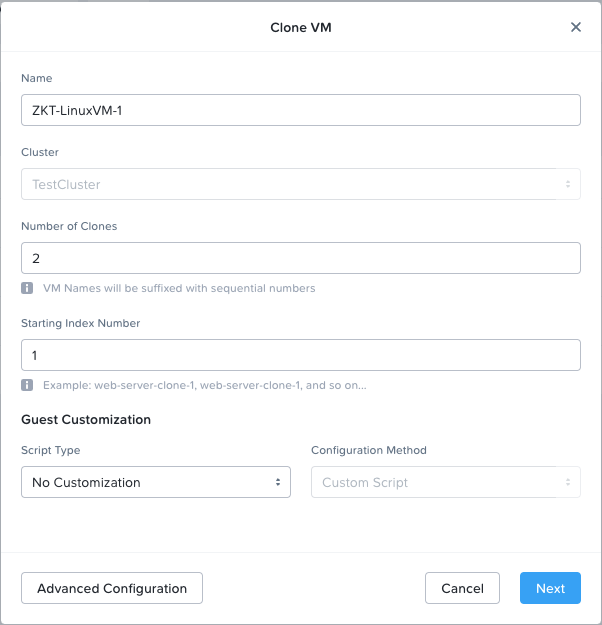 Clone VM
Name
ZKT-LinuxVM-1
Cluster
TestCluster
Number of Clones
2
VM Names will be suffixed with sequential numbers
Starting Index Number
1
Example: web-server-clone-1, web-server-clone-1, and so on...
Guest Customization
Script Type
Configuration Method
No Customization
Custom Script
Advanced Configuration
Cancel
Next